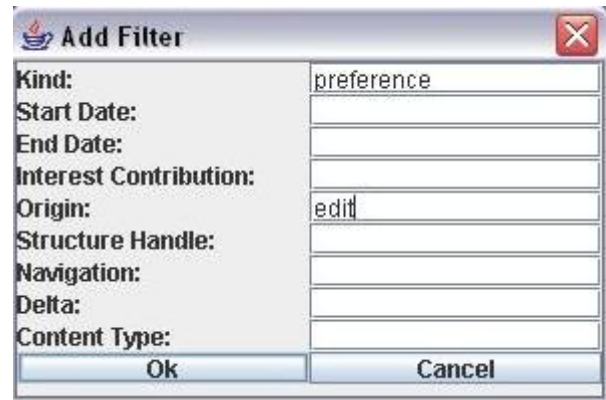 Add Filter
Kind: preference
Start Date:
End Date:
Interest Contribution:
Origin: edit
Structure Handle:
Navigation:
Delta:
Content Type:
Ok Cancel